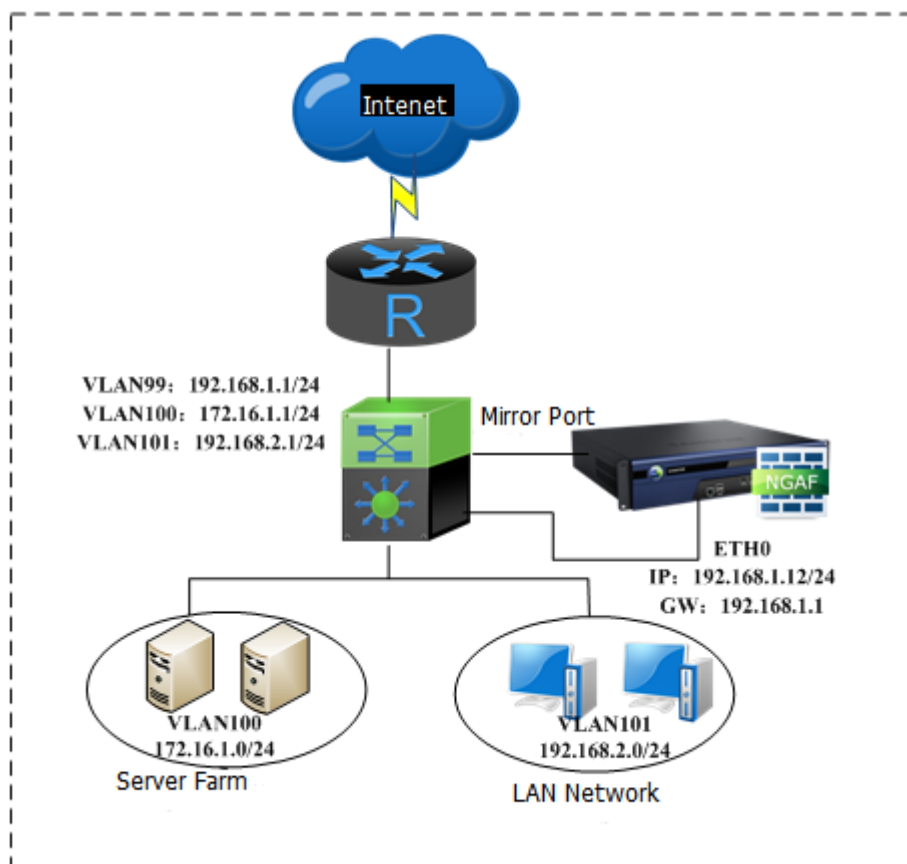 Intenet
R
VLAN99：192.168.1.1/24
VLAN100：172.16.1.1/24
VLAN101：192.168.2.1/24
Mirror Port
NGAF
ETH0
IP：192.168.1.12/24
GW：192.168.1.1
VLAN100
172.16.1.0/24
Server Farm
VLAN101
192.168.2.0/24
LAN Network